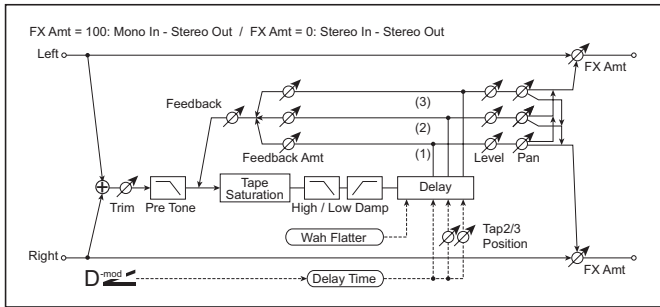 FX Amt = 100: Mono In - Stereo Out / FX Amt = 0: Stereo In - Stereo Out
Left
FX Amt
Feedback
(3)
(2)
Feedback Amt
(1)
Level
Pan
Trim
Pre Tone
Tape
Saturation
High / Low Damp
Delay
Wah Flatter
Tap2/3
Position
Right
FX Amt
D-mod
Delay Time